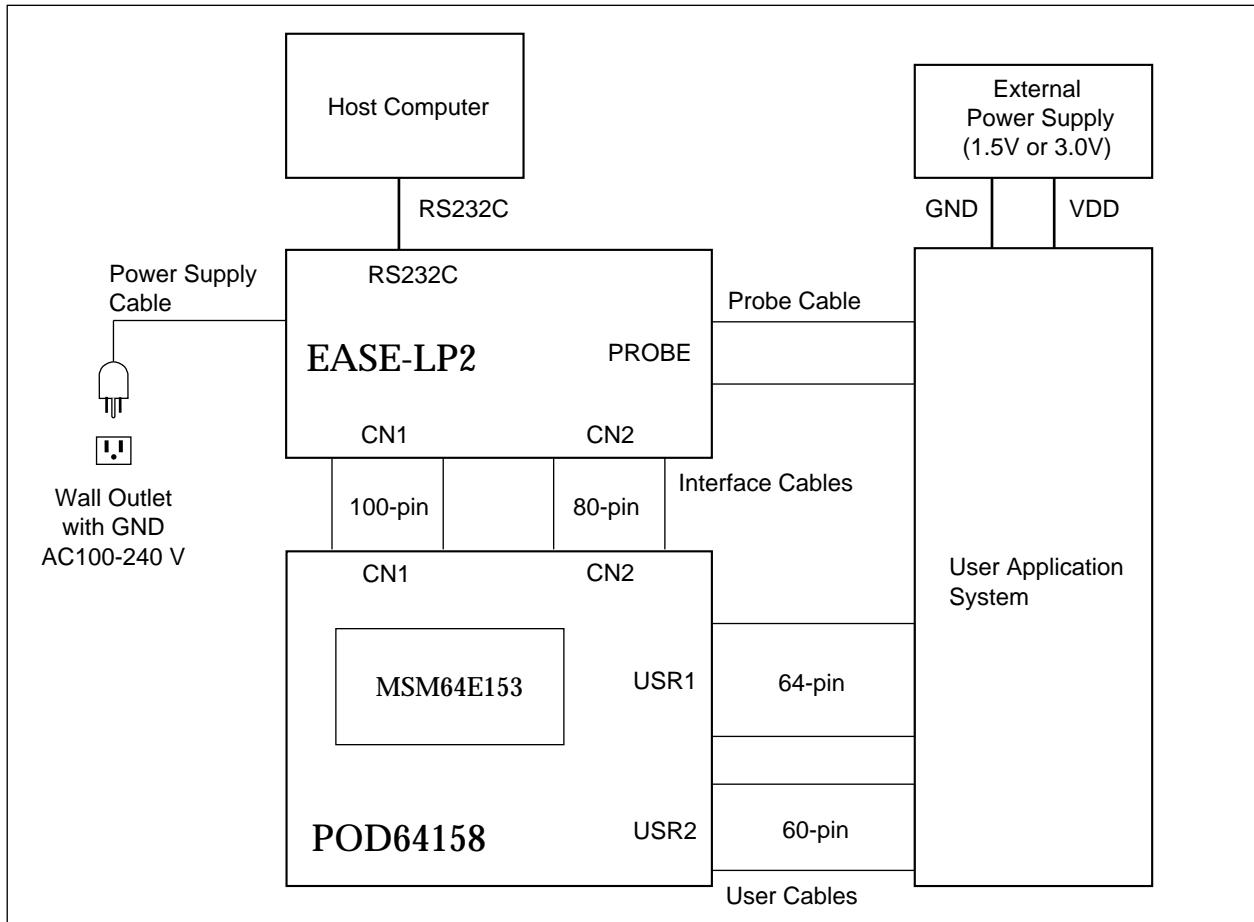 Host Computer
External
Power Supply
(1.5V or 3.0V)
RS232C
GND
VDD
Power Supply
Cable
RS232C
Probe Cable
EASE-LP2
PROBE
CN1
CN2
Interface Cables
100-pin
80-pin
Wall Outlet
with GND
AC100-240 V
CN1
CN2
User Application
System
MSM64E153
USR1
64-pin
POD64158
USR2
60-pin
User Cables